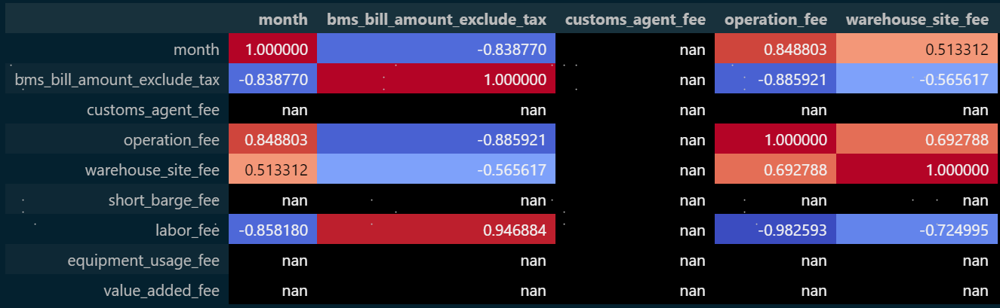 month bms_bill_amount_exclude_tax customs_agent_fee operation_fee warehouse_site_fee
month 1.000000 -0.838770 nan 0.848803 0.513312
bms_bill_amount_exclude_tax -0.838770 1.000000 nan -0.885921 -0.565617
customs_agent_fee nan nan nan nan nan
operation_fee 0.848803 -0.885921 nan 1.000000 0.692788
warehouse_site_fee 0.513312 -0.565617 nan 0.692788 1.000000
short_barge_fee nan nan nan nan nan
labor_fee -0.858180 0.946884 nan -0.982593 -0.724995
equipment_usage_fee nan nan nan nan nan
value_added_fee nan nan nan nan nan